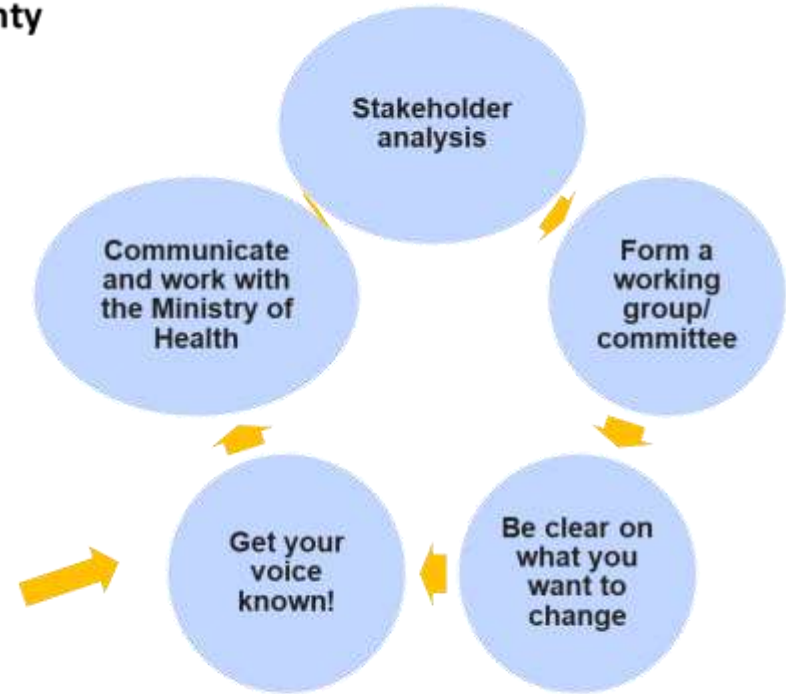 nty
Stakeholder
analysis
Form a
working
group/
committee
Be clear on
what you
want to
change
Get your
voice
known!
Communicate
and work with
the Ministry of
Health